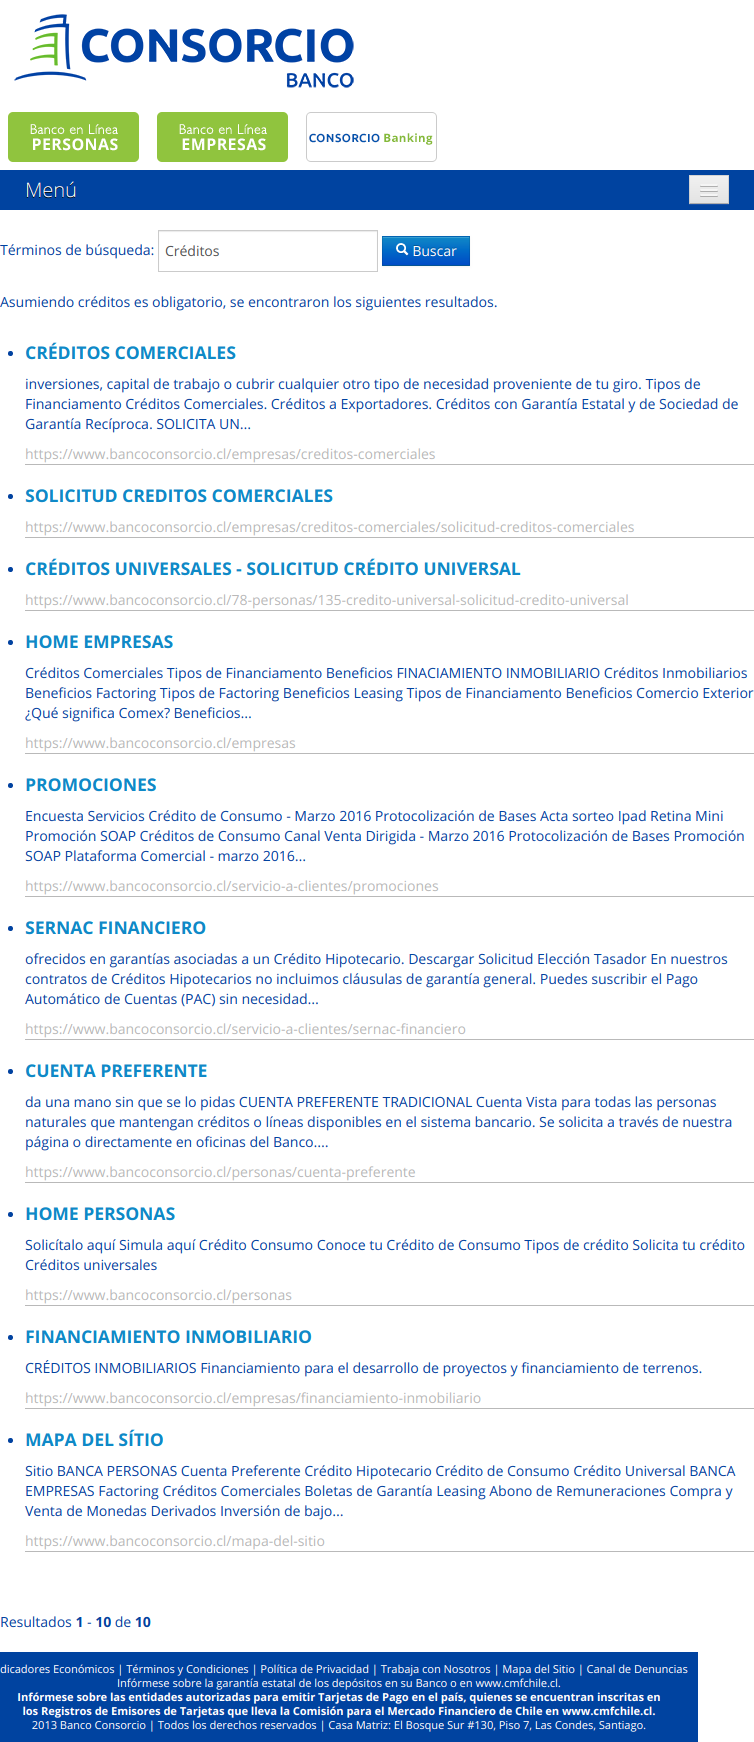 CONSORCIO
BANCO
Banco en Línea
PERSONAS
Banco en Línea
EMPRESAS
CONSORCIO Banking
Menú
Términos de búsqueda: Créditos Buscar
Asumiendo créditos es obligatorio, se encontraron los siguientes resultados.
CRÉDITOS COMERCIALES
inversiones, capital de trabajo o cubrir cualquier otro tipo de necesidad proveniente de tu giro. Tipos de
Financiamento Créditos Comerciales. Créditos a Exportadores. Créditos con Garantía Estatal y de Sociedad de
Garantía Recíproca. SOLICITA UN...
https://www.bancoconsorcio.cl/empresas/creditos-comerciales
SOLICITUD CREDITOS COMERCIALES
https://www.bancoconsorcio.cl/empresas/creditos-comerciales/solicitud-creditos-comerciales
CRÉDITOS UNIVERSALES - SOLICITUD CRÉDITO UNIVERSAL
https://www.bancoconsorcio.cl/78-personas/135-credito-universal-solicitud-credito-universal
HOME EMPRESAS
Créditos Comerciales Tipos de Financiamento Beneficios FINACIAMIENTO INMOBILIARIO Créditos Inmobiliarios
Beneficios Factoring Tipos de Factoring Beneficios Leasing Tipos de Financiamento Beneficios Comercio Exterior
¿Qué significa Comex? Beneficios...
https://www.bancoconsorcio.cl/empresas
PROMOCIONES
Encuesta Servicios Crédito de Consumo - Marzo 2016 Protocolización de Bases Acta sorteo Ipad Retina Mini
Promoción SOAP Créditos de Consumo Canal Venta Dirigida - Marzo 2016 Protocolización de Bases Promoción
SOAP Plataforma Comercial - marzo 2016...
https://www.bancoconsorcio.cl/servicio-a-clientes/promociones
SERNAC FINANCIERO
ofrecidos en garantías asociadas a un Crédito Hipotecario. Descargar Solicitud Elección Tasador En nuestros
contratos de Créditos Hipotecarios no incluimos cláusulas de garantía general. Puedes suscribir el Pago
Automático de Cuentas (PAC) sin necesidad...
https://www.bancoconsorcio.cl/servicio-a-clientes/sernac-financiero
CUENTA PREFERENTE
da una mano sin que se lo pidas CUENTA PREFERENTE TRADICIONAL Cuenta Vista para todas las personas
naturales que mantengan créditos o líneas disponibles en el sistema bancario. Se solicita a través de nuestra
página o directamente en oficinas del Banco....
https://www.bancoconsorcio.cl/personas/cuenta-preferente
HOME PERSONAS
Solicítalo aquí Simula aquí Crédito Consumo Conoce tu Crédito de Consumo Tipos de crédito Solicita tu crédito
Créditos universales
https://www.bancoconsorcio.cl/personas
FINANCIAMIENTO INMOBILIARIO
CRÉDITOS INMOBILIARIOS Financiamiento para el desarrollo de proyectos y financiamiento de terrenos.
https://www.bancoconsorcio.cl/empresas/financiamiento-inmobiliario
MAPA DEL SÍTIO
Sitio BANCA PERSONAS Cuenta Preferente Crédito Hipotecario Crédito de Consumo Crédito Universal BANCA
EMPRESAS Factoring Créditos Comerciales Boletas de Garantía Leasing Abono de Remuneraciones Compra y
Venta de Monedas Derivados Inversión de bajo...
https://www.bancoconsorcio.cl/mapa-del-sitio
Resultados 1 - 10 de 10
dicadores Económicos | Términos y Condiciones | Política de Privacidad | Trabaja con Nosotros | Mapa del Sitio | Canal de Denuncias
Infórmese sobre la garantía estatal de los depósitos en su Banco o en www.cmfchile.cl.
Infórmese sobre las entidades autorizadas para emitir Tarjetas de Pago en el país, quienes se encuentran inscritas en
los Registros de Emisores de Tarjetas que lleva la Comisión para el Mercado Financiero de Chile en www.cmfchile.cl.
2013 Banco Consorcio | Todos los derechos reservados | Casa Matriz: El Bosque Sur #130, Piso 7, Las Condes, Santiago.